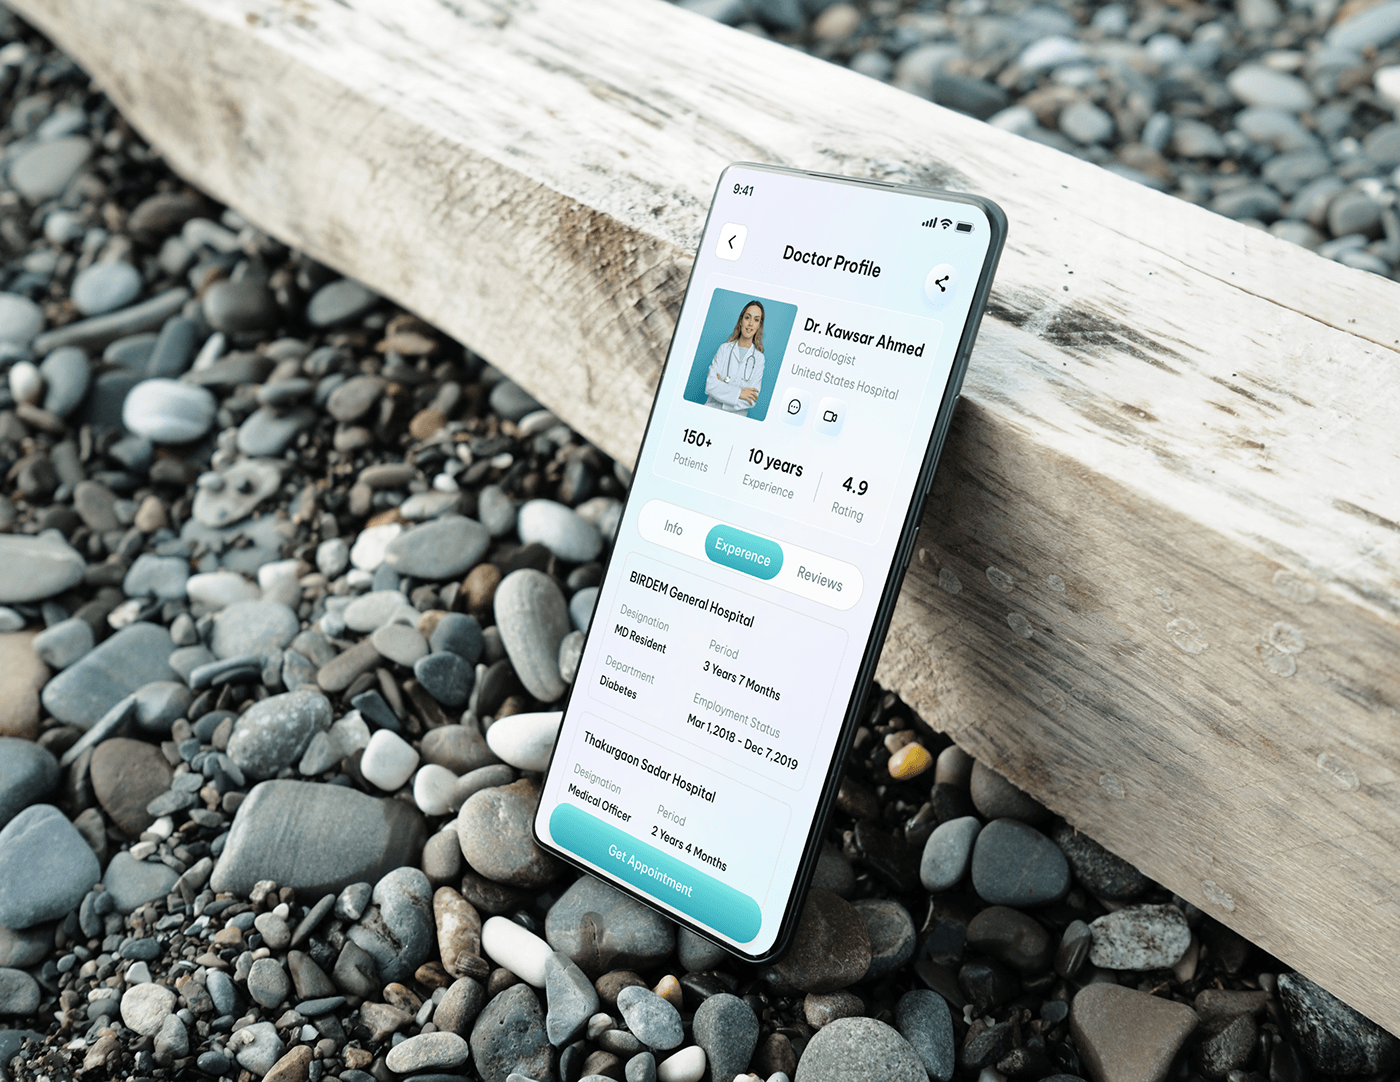 9:41
Doctor Profile
Dr. Kawsar Ahmed
Cardiologist
United States Hospital
150+
Patients
10 years
Experience
4.9
Rating
Info
Experence
Reviews
BIRDEM General Hospital
Designation
MD Resident
Period
3 Years 7 Months
Department
Diabetes
Employment Status
Mar 1,2018 - Dec 7,2019
Thakurgaon Sadar Hospital
Designation
Medical Officer
Period
2 Years 4 Months
Get Appointment